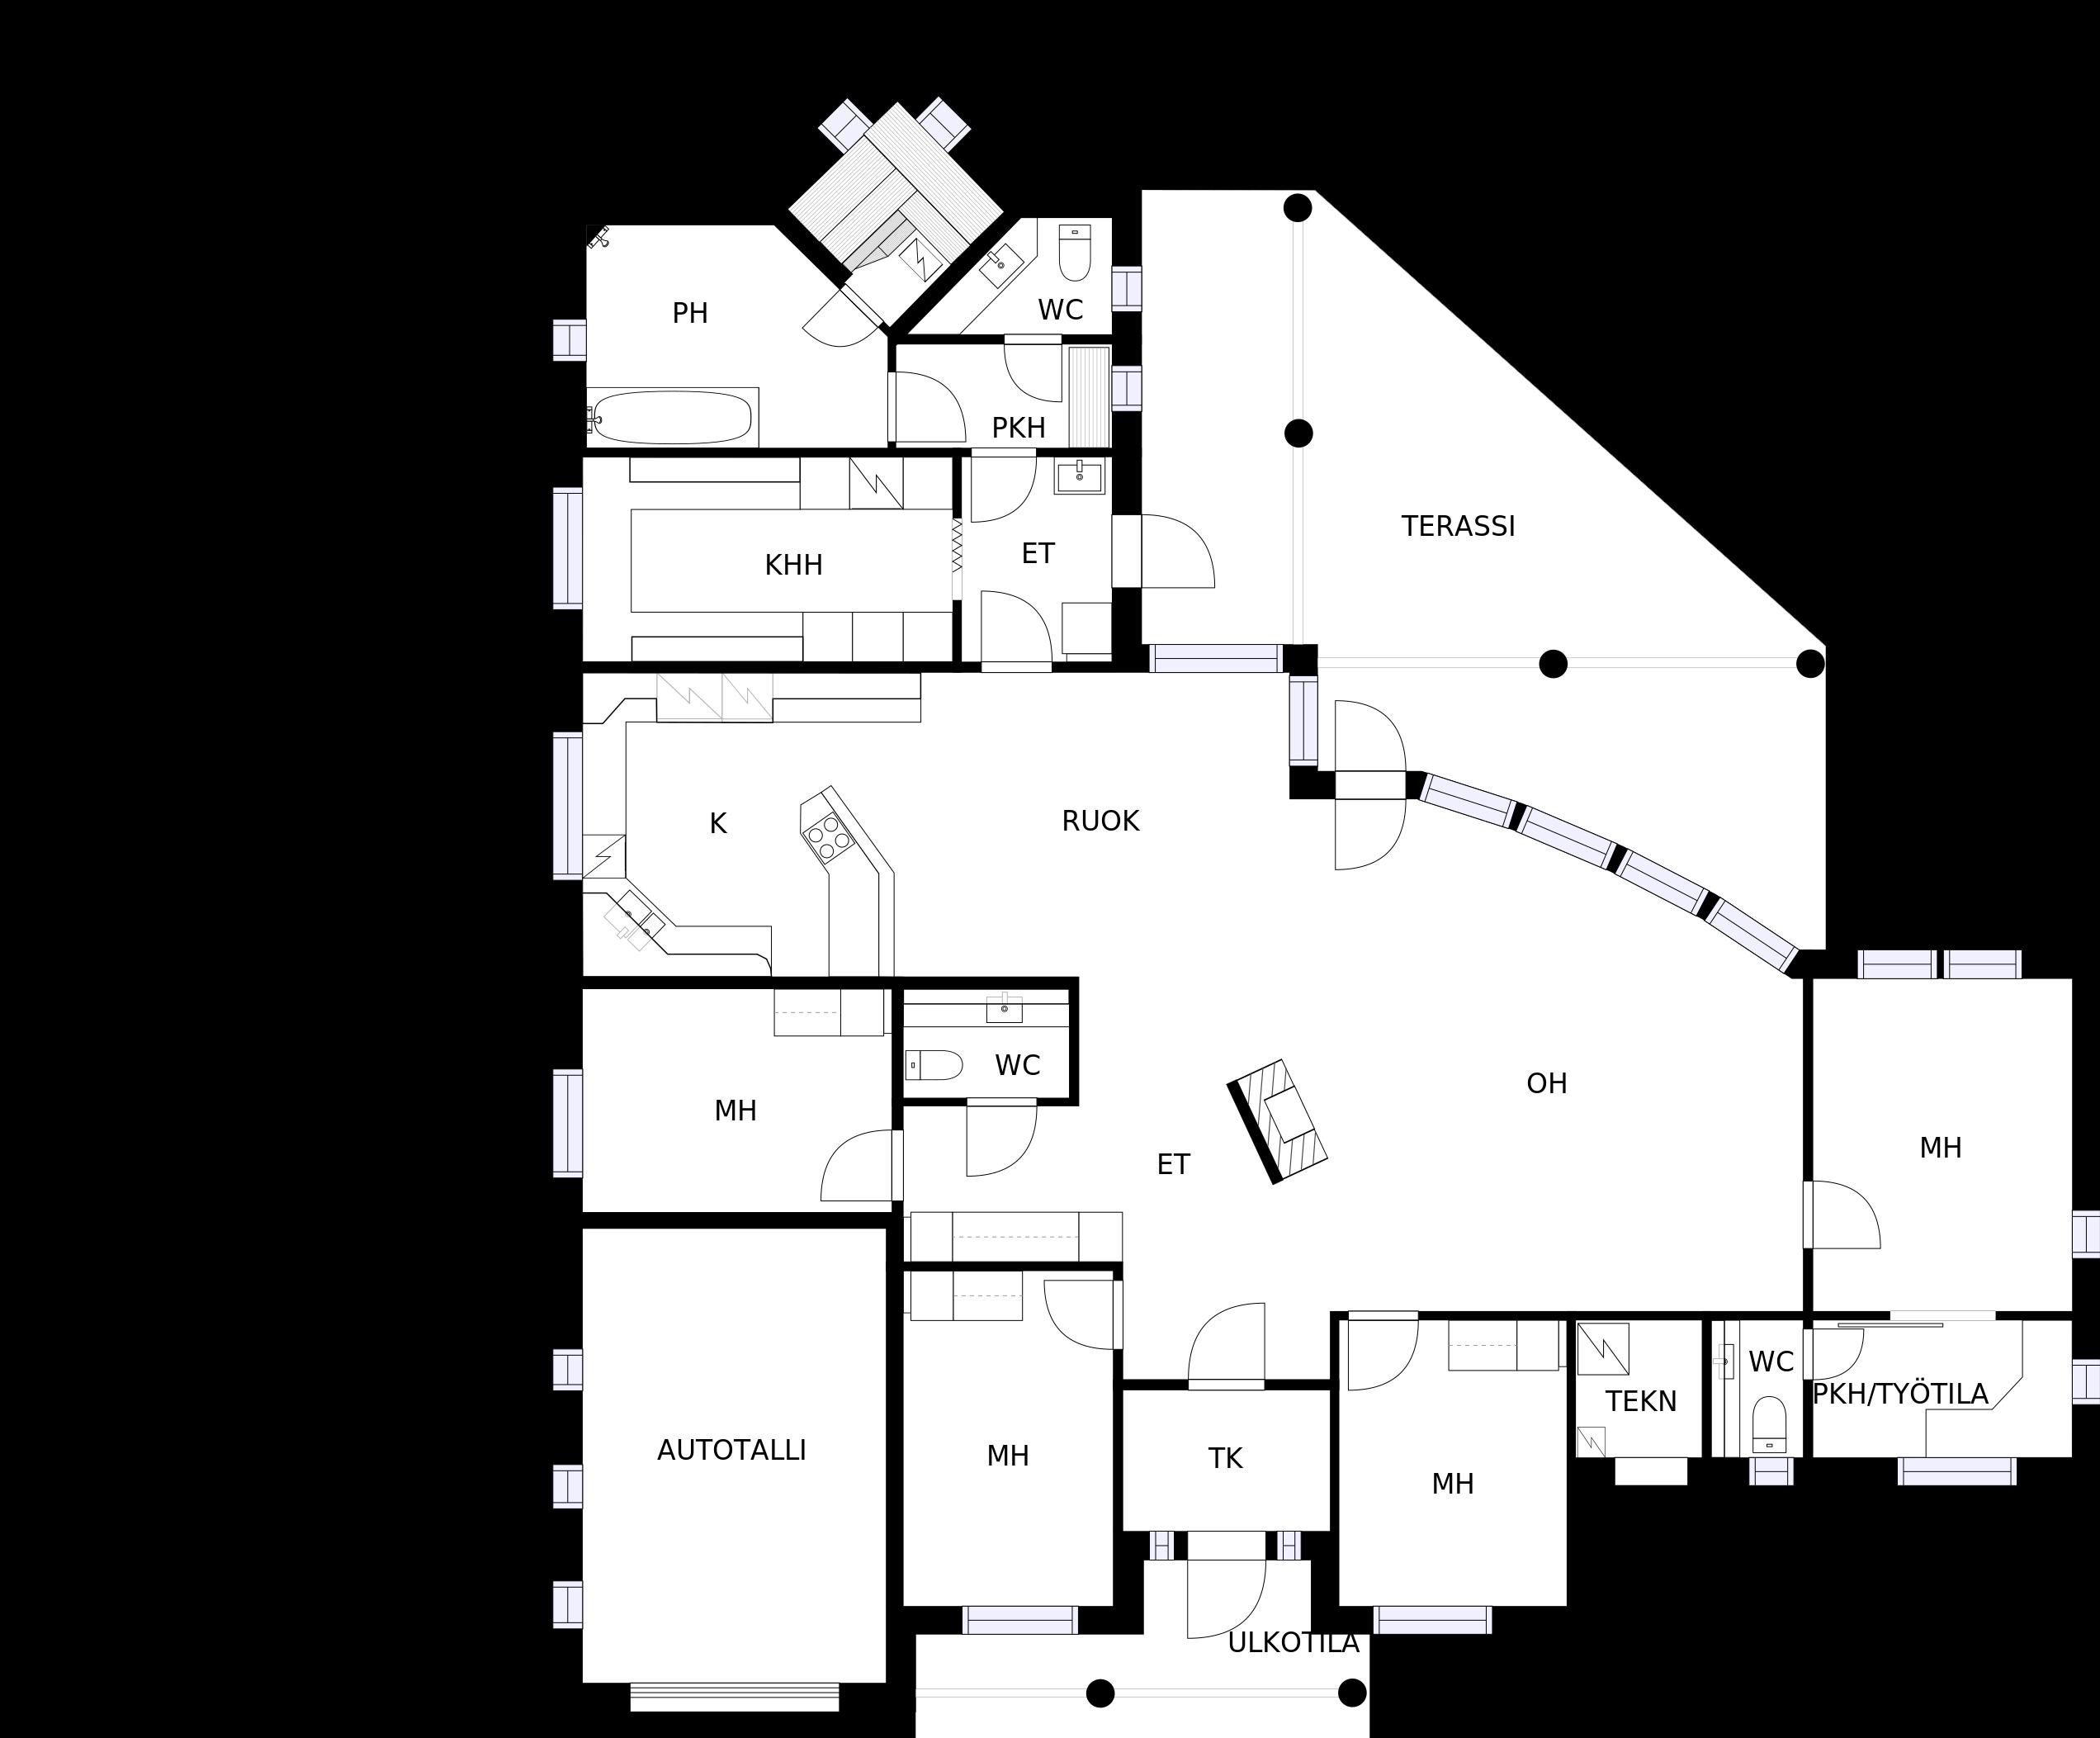 PH
WC
PKH
TERASSI
KHH
ET
K
RUOK
WC
OH
MH
ET
MH
WC
PKH/TYÖTILA
TEKN
AUTOTALLI
MH
TK
MH
ULKOTILA